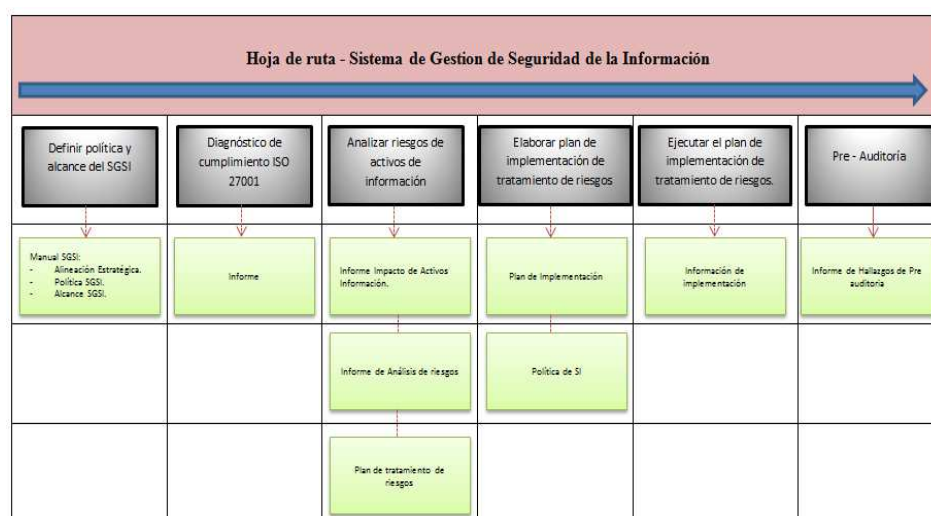 Hoja de ruta - Sistema de Gestion de Seguridad de la Información
Definir política y
alcance del SGSI
Diagnóstico de
cumplimiento ISO
27001
Analizar riesgos de
activos de
información
Elaborar plan de
implementación de
tratamiento de riesgos
Ejecutar el plan de
implementación de
tratamiento de riesgos.
Pre - Auditoría
Manual SGSI:
- Alineación Estratégica.
- Política SGSI.
- Alcance SGSI.
Informe
Informe Impacto de Activos
Información.
Plan de Implementación
Información de
implementación
Informe de Hallazgos de Pre
auditoria
Informe de Análisis de riesgos
Política de SI
Plan de tratamiento de
riesgos